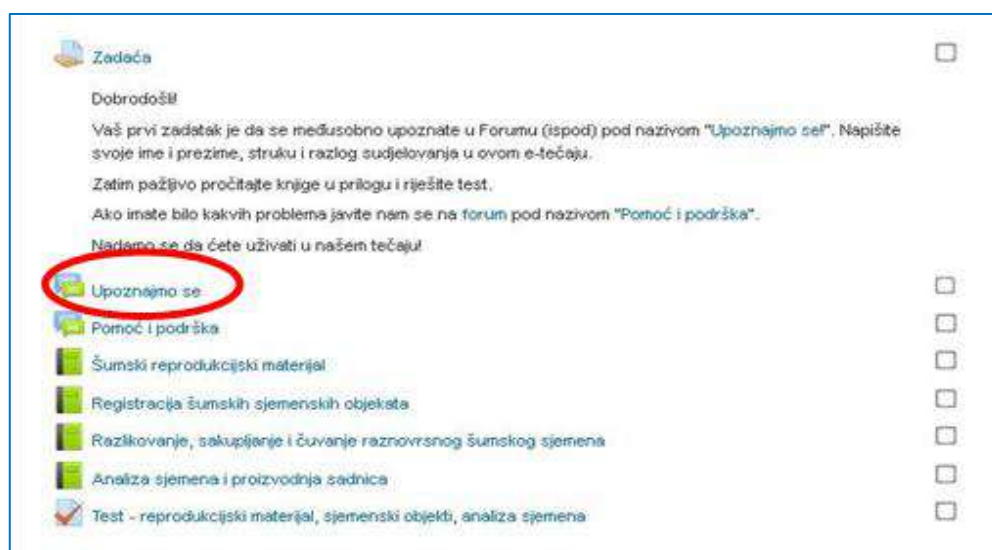 Zadaća
Dobrodošli!
Vaš prvi zadatak je da se međusobno upoznate u Forumu (ispod) pod nazivom "Upoznajmo se!". Napišite
svoje ime i prezime, struku i razlog sudjelovanja u ovom e-tečaju.
Zatim pažljivo pročitajte knjige u prilogu i riješite test.
Ako imate bilo kakvih problema javite nam se na forum pod nazivom "Pomoć i podrška".
Nadamo se da ćete uživati u našem tečaju!
Upoznajmo se
Pomoć i podrška
Šumski reprodukcijski materijal
Registracija šumskih sjemenskih objekata
Razlikovanje, sakupljanje i čuvanje raznovrsnog šumskog sjemena
Analiza sjemena i proizvodnja sadnica
Test - reprodukcijski materijal, sjemenski objekti, analiza sjemena